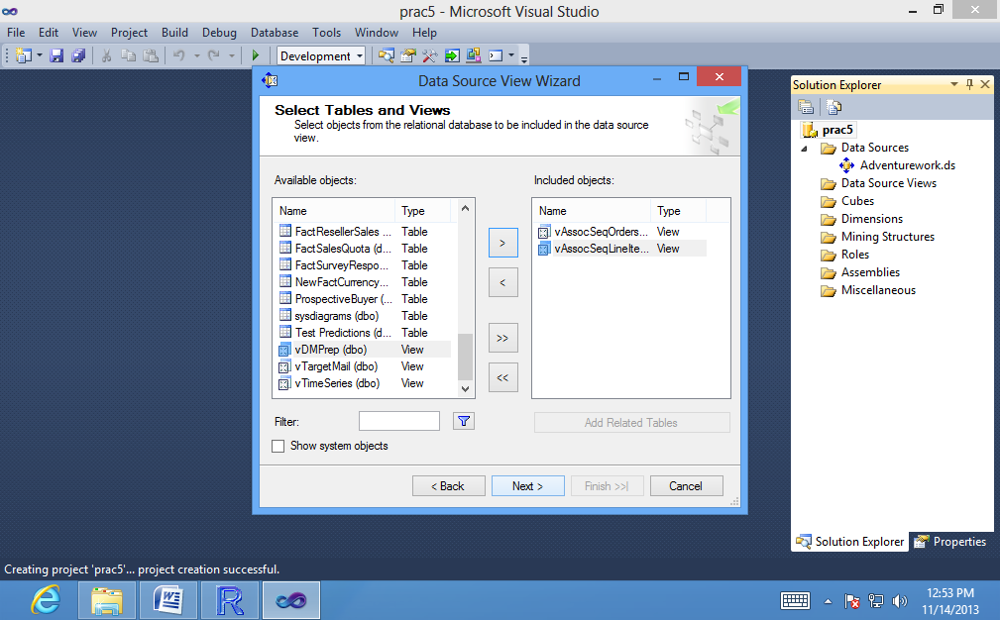 prac5 - Microsoft Visual Studio
File Edit View Project Build Debug Database Tools Window Help
Development
Data Source View Wizard
Select Tables and Views
Select objects from the relational database to be included in the data source
view.
Available objects:
Name Type
FactResellerSales ... Table
FactSalesQuota (d... Table
FactSurveyRespo... Table
NewFactCurrency... Table
ProspectiveBuyer (... Table
sysdiagrams (dbo) Table
Test Predictions (d... Table
vDMPrep (dbo) View
vTargetMail (dbo) View
vTimeSeries (dbo) View
>
<
>>
<<
Included objects:
Name Type
vAssocSeqOrders... View
vAssocSeqLineIte... View
Filter:
Add Related Tables
Show system objects
< Back Next > Finish >>| Cancel
Solution Explorer
prac5
Data Sources
Adventurework.ds
Data Source Views
Cubes
Dimensions
Mining Structures
Roles
Assemblies
Miscellaneous
Solution Explorer Properties
Creating project 'prac5'... project creation successful.
12:53 PM
11/14/2013